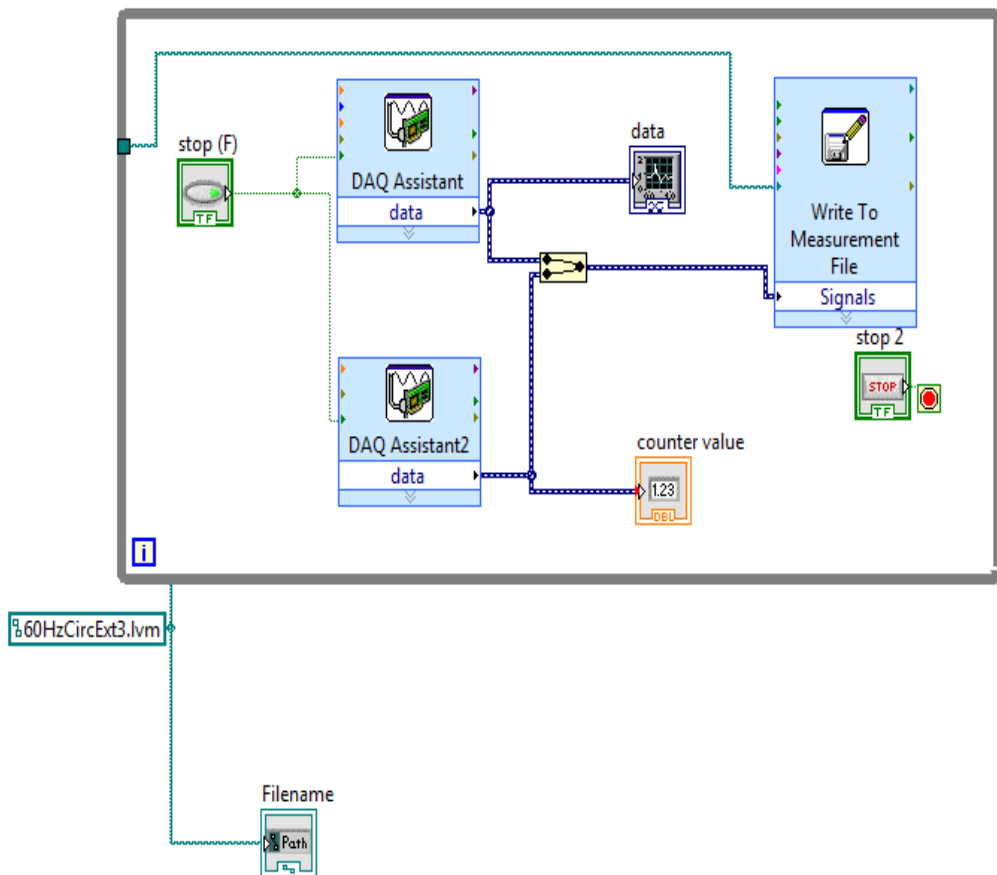 stop (F)
TF
DAQ Assistant
data
data
Write To
Measurement
File
Signals
stop 2
STOP
TF
DAQ Assistant2
data
counter value
1.23
DBL
i
60HzCircExt3.lvm
Filename
Path